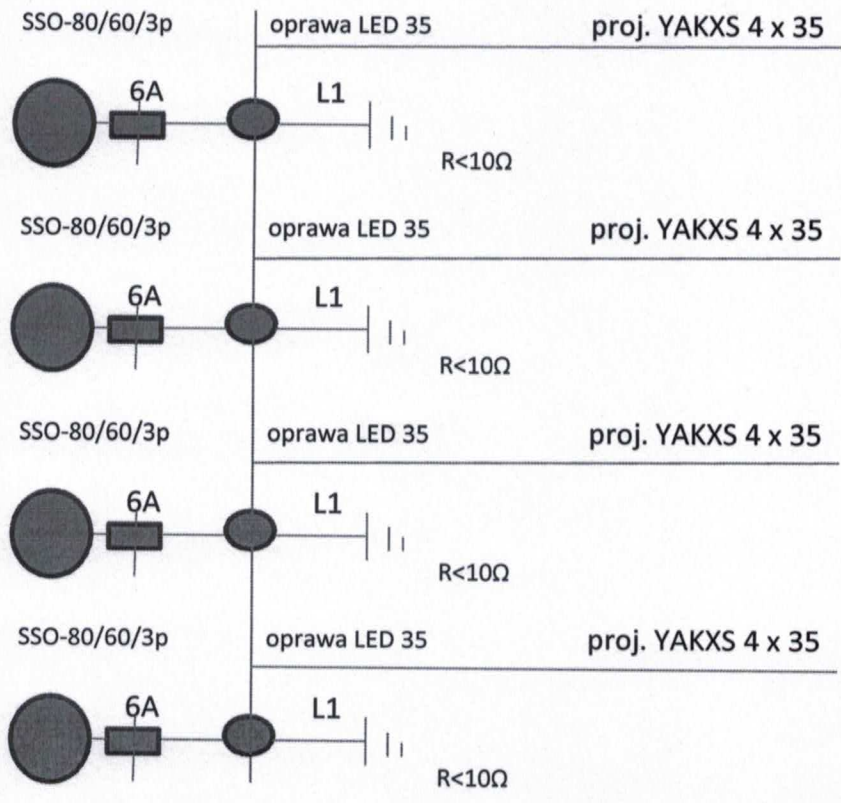 SSO-80/60/3p oprawa LED 35 proj. YAKXS 4 x 35
6A L1
R<10Ω
SSO-80/60/3p oprawa LED 35 proj. YAKXS 4 x 35
6A L1
R<10Ω
SSO-80/60/3p oprawa LED 35 proj. YAKXS 4 x 35
6A L1
R<10Ω
SSO-80/60/3p oprawa LED 35 proj. YAKXS 4 x 35
6A L1
R<10Ω